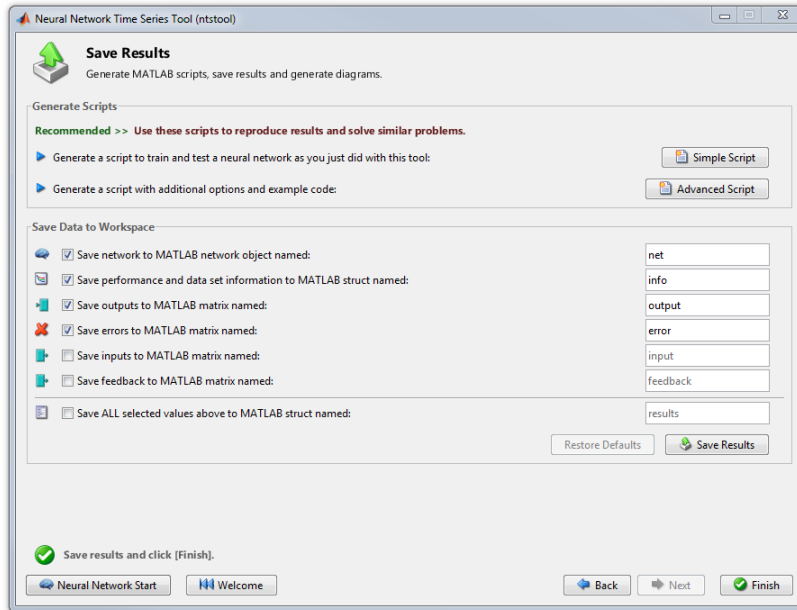 Neural Network Time Series Tool (ntstool)
Save Results
Generate MATLAB scripts, save results and generate diagrams.
Generate Scripts
Recommended >> Use these scripts to reproduce results and solve similar problems.
Generate a script to train and test a neural network as you just did with this tool: Simple Script
Generate a script with additional options and example code: Advanced Script
Save Data to Workspace
Save network to MATLAB network object named: net
Save performance and data set information to MATLAB struct named: info
Save outputs to MATLAB matrix named: output
Save errors to MATLAB matrix named: error
Save inputs to MATLAB matrix named: input
Save feedback to MATLAB matrix named: feedback
Save ALL selected values above to MATLAB struct named: results
Restore Defaults Save Results
Save results and click [Finish].
Neural Network Start Welcome Back Next Finish